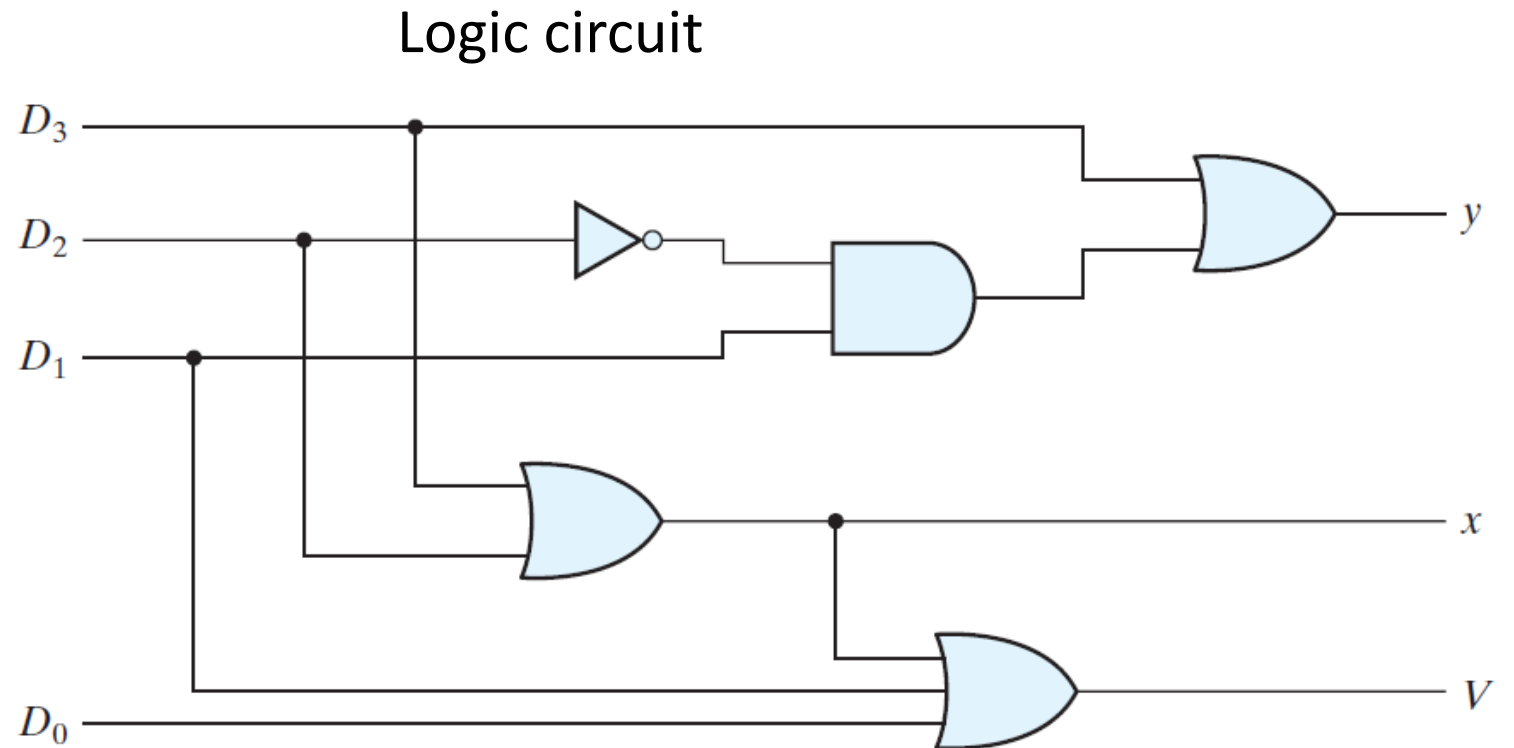 Logic circuit
D₃
y
D₂
D₁
x
V
D₀